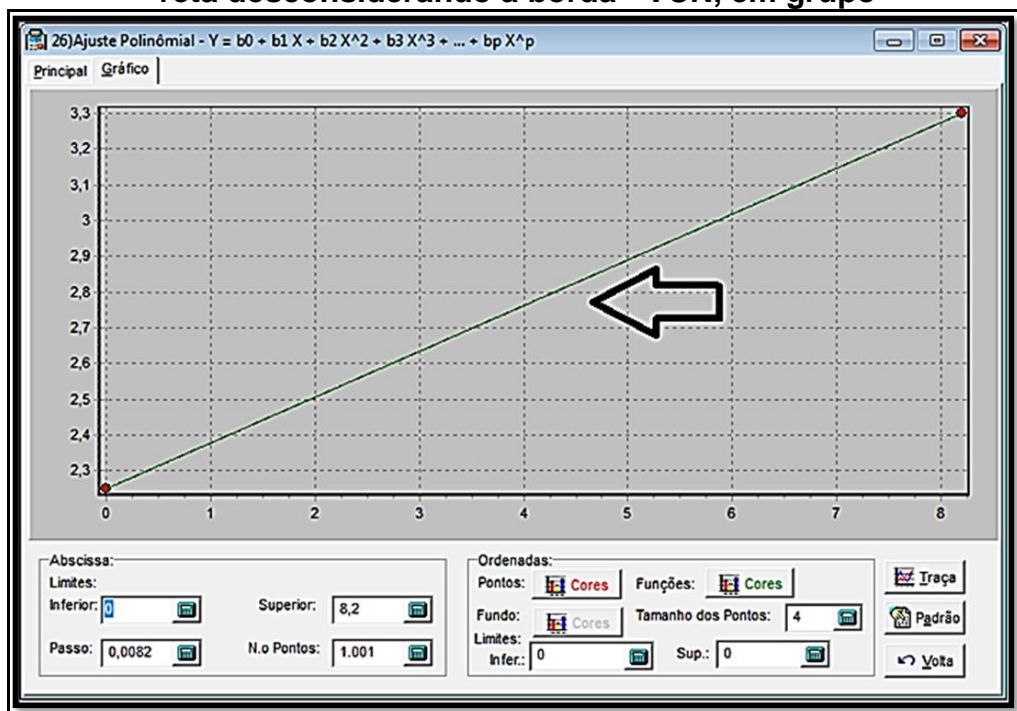 reta desconsiderando a borda - VCN, em grupo
26)Ajuste Polinômial - Y = b0 + b1 X + b2 X^2 + b3 X^3 + ... + bp X^p
Principal Gráfico
3,3
3,2
3,1
3
2,9
2,8
2,7
2,6
2,5
2,4
2,3
0 1 2 3 4 5 6 7 8
Abscissa:
Limites:
Inferior: 0 Superior: 8,2
Passo: 0,0082 N.o Pontos: 1.001
Ordenadas:
Pontos: Cores Funções: Cores
Fundo: Cores Tamanho dos Pontos: 4
Limites:
Infer.: 0 Sup.: 0
Traça
Padrão
Volta